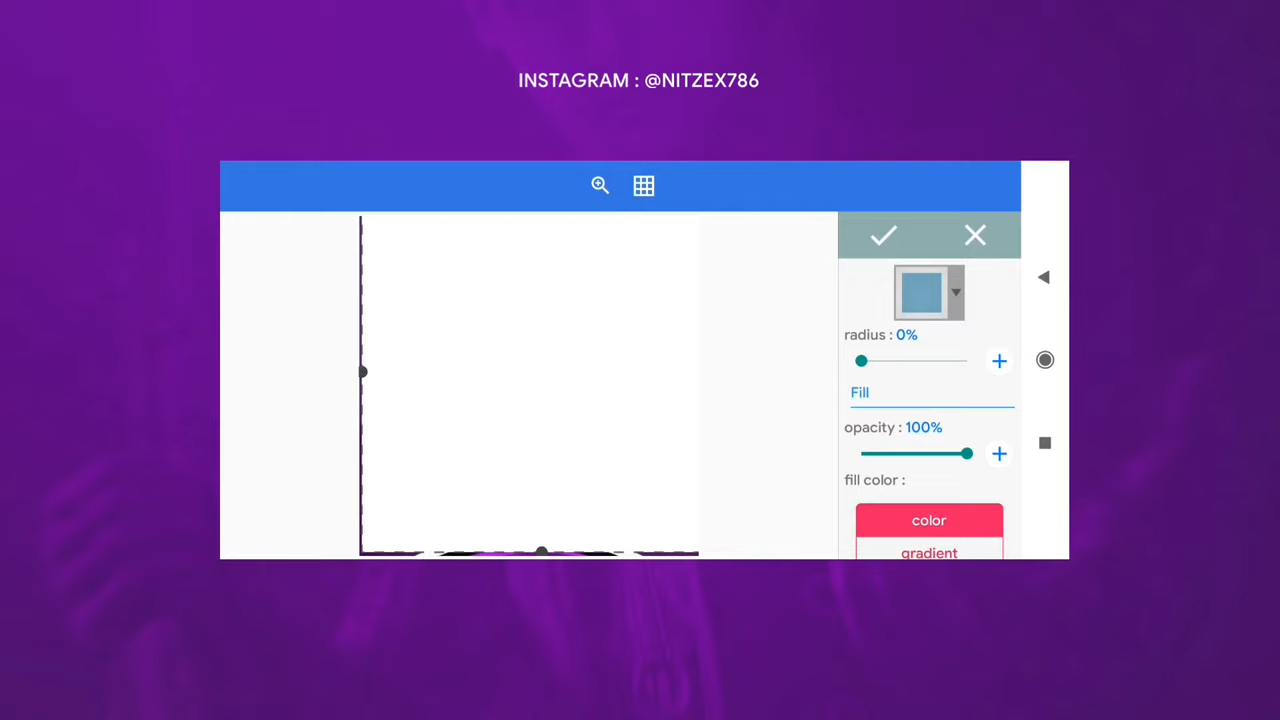 INSTAGRAM : @NITZEX786
radius : 0%
Fill
opacity : 100%
fill color :
color
gradient